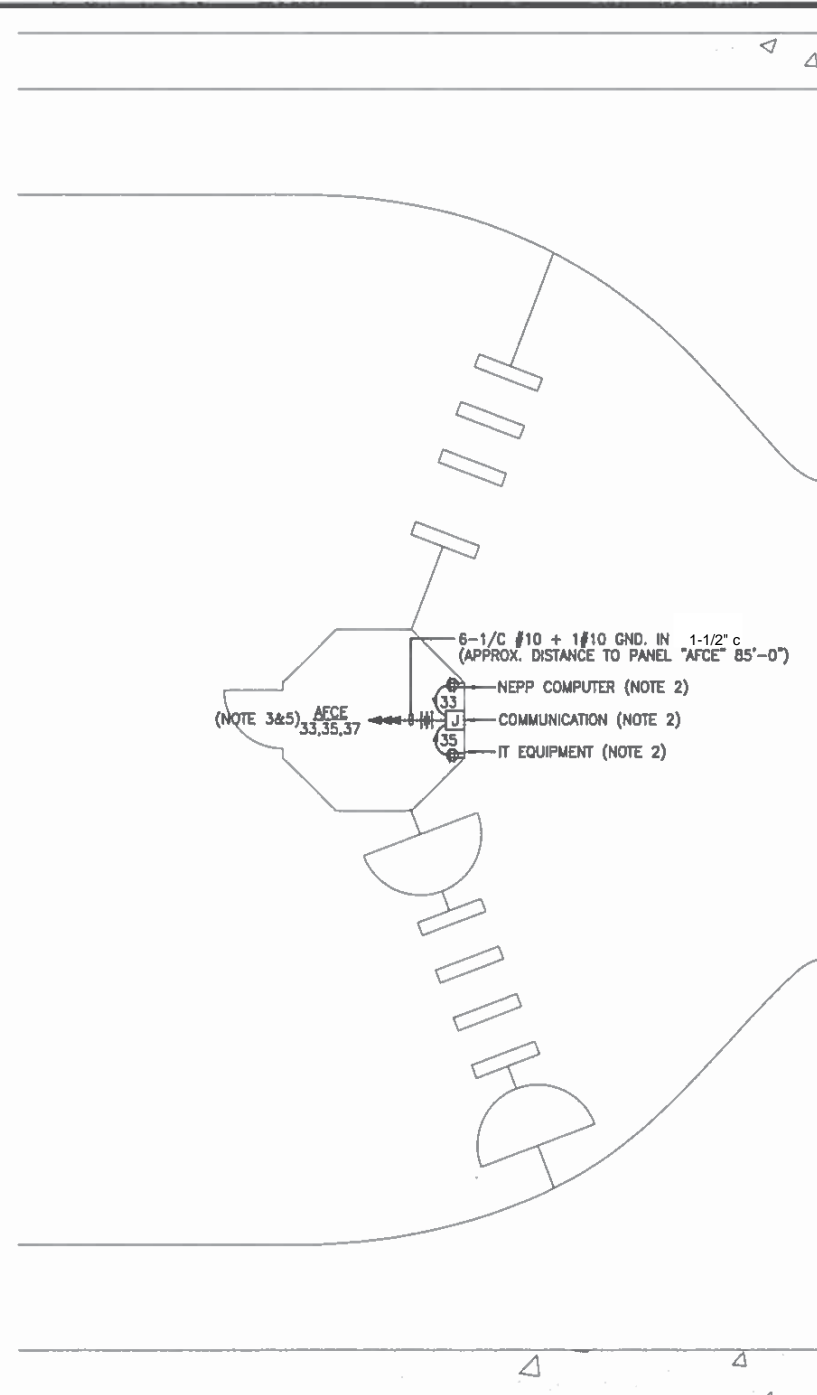 6-1/C #10 + 1#10 GND. IN 1-1/2" c
(APPROX. DISTANCE TO PANEL "AFCE" 85'-0")
NEPP COMPUTER (NOTE 2)
33
(NOTE 3&5) AFCE
33,35,37
J
COMMUNICATION (NOTE 2)
35
IT EQUIPMENT (NOTE 2)